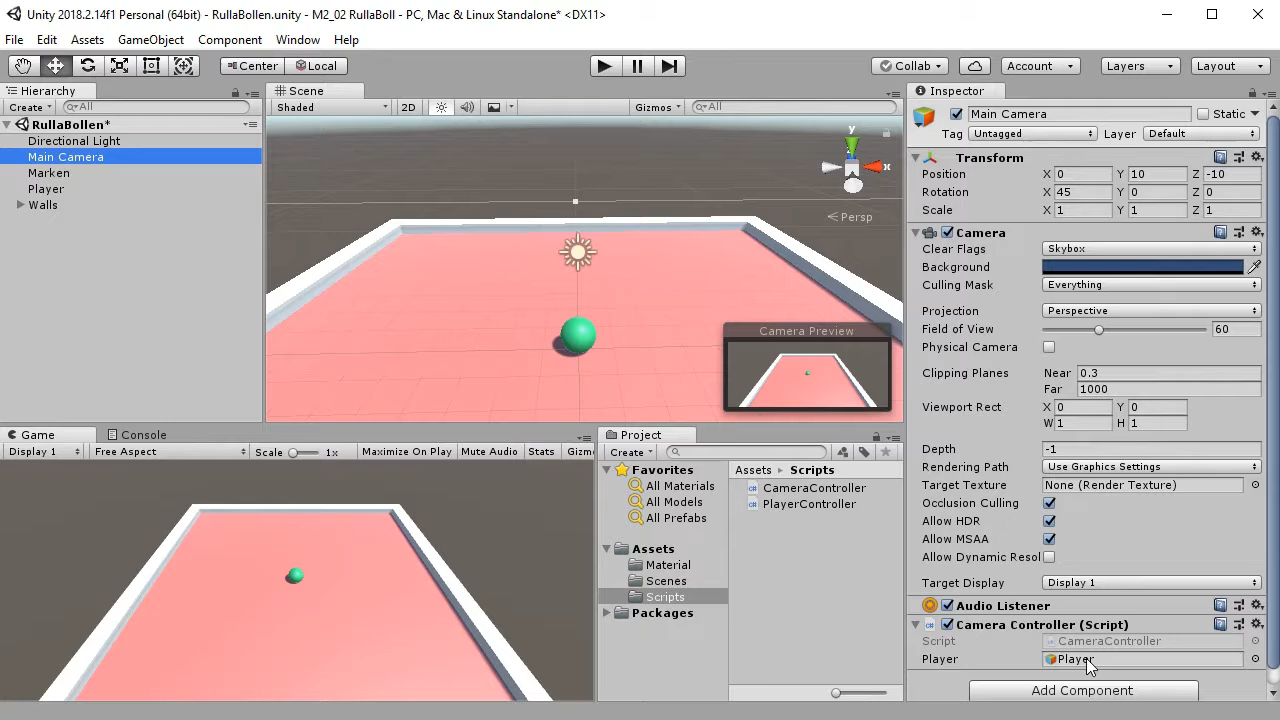 Unity 2018.2.14f1 Personal (64bit) - RullaBollen.unity - M2_02 RullaBoll - PC, Mac & Linux Standalone* <DX11>
File Edit Assets GameObject Component Window Help
Center Local Collab Account Layers Layout
Hierarchy
Create All
RullaBollen*
Directional Light
Main Camera
Marken
Player
Walls
Scene
Shaded 2D Gizmos All
y
x
Persp
Camera Preview
Game Console
Display 1 Free Aspect Scale 1x Maximize On Play Mute Audio Stats Gizm
Project
Create
Favorites
All Materials
All Models
All Prefabs
Assets
Material
Scenes
Scripts
Packages
Assets Scripts
CameraController
PlayerController
Inspector
Main Camera Static
Tag Untagged Layer Default
Transform
Position X 0 Y 10 Z -10
Rotation X 45 Y 0 Z 0
Scale X 1 Y 1 Z 1
Camera
Clear Flags Skybox
Background
Culling Mask Everything
Projection Perspective
Field of View 60
Physical Camera
Clipping Planes Near 0.3
Far 1000
Viewport Rect X 0 Y 0
W 1 H 1
Depth -1
Rendering Path Use Graphics Settings
Target Texture None (Render Texture)
Occlusion Culling
Allow HDR
Allow MSAA
Allow Dynamic Resol
Target Display Display 1
Audio Listener
Camera Controller (Script)
Script CameraController
Player Player
Add Component